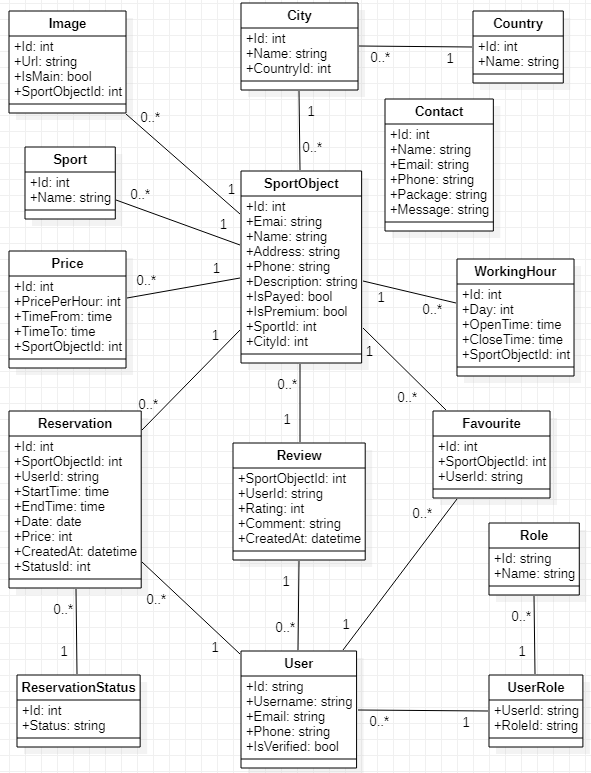 Image
+Id: int
+Url: string
+IsMain: bool
+SportObjectId: int
City
+Id: int
+Name: string
+CountryId: int
Country
+Id: int
+Name: string
0..*
1
Contact
+Id: int
+Name: string
+Email: string
+Phone: string
+Package: string
+Message: string
1
0..*
0..*
1
Sport
+Id: int
+Name: string
0..*
1
SportObject
+Id: int
+Emai: string
+Name: string
+Address: string
+Phone: string
+Description: string
+IsPayed: bool
+IsPremium: bool
+SportId: int
+CityId: int
Price
+Id: int
+PricePerHour: int
+TimeFrom: time
+TimeTo: time
+SportObjectId: int
0..*
1
WorkingHour
+Id: int
+Day: int
+OpenTime: time
+CloseTime: time
+SportObjectId: int
1
0..*
1
0..*
1
0..*
0..*
1
Reservation
+Id: int
+SportObjectId: int
+UserId: string
+StartTime: time
+EndTime: time
+Date: date
+Price: int
+CreatedAt: datetime
+StatusId: int
Review
+SportObjectId: int
+UserId: string
+Rating: int
+Comment: string
+CreatedAt: datetime
Favourite
+Id: int
+SportObjectId: int
+UserId: string
0..*
1
Role
+Id: string
+Name: string
0..*
1
1
0..*
0..*
1
0..*
1
ReservationStatus
+Id: int
+Status: string
User
+Id: string
+Username: string
+Email: string
+Phone: string
+IsVerified: bool
0..*
1
UserRole
+UserId: string
+RoleId: string